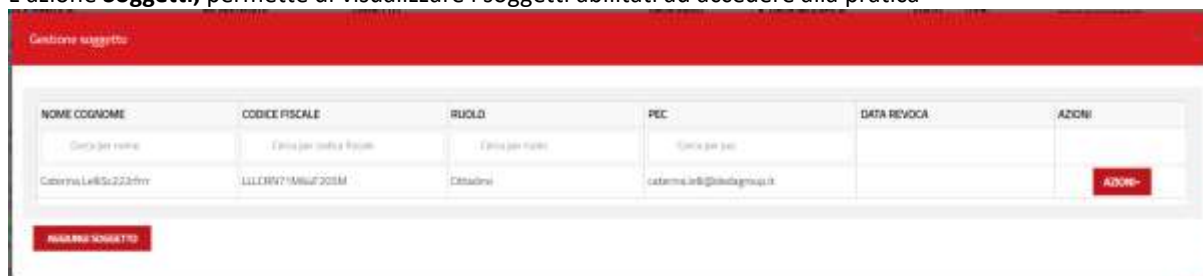 L'azione Soggetti, permette di visualizzare i soggetti abilitati ad accedere alla pratica
Gestione soggetto
NOME COGNOME CODICE FISCALE RUOLO PEC DATA REVOCA AZIONI
Cerca per nome Cerca per codice fiscale Cerca per ruolo Cerca per pec
Cittadino AZIONI
AGGIUNGI SOGGETTO